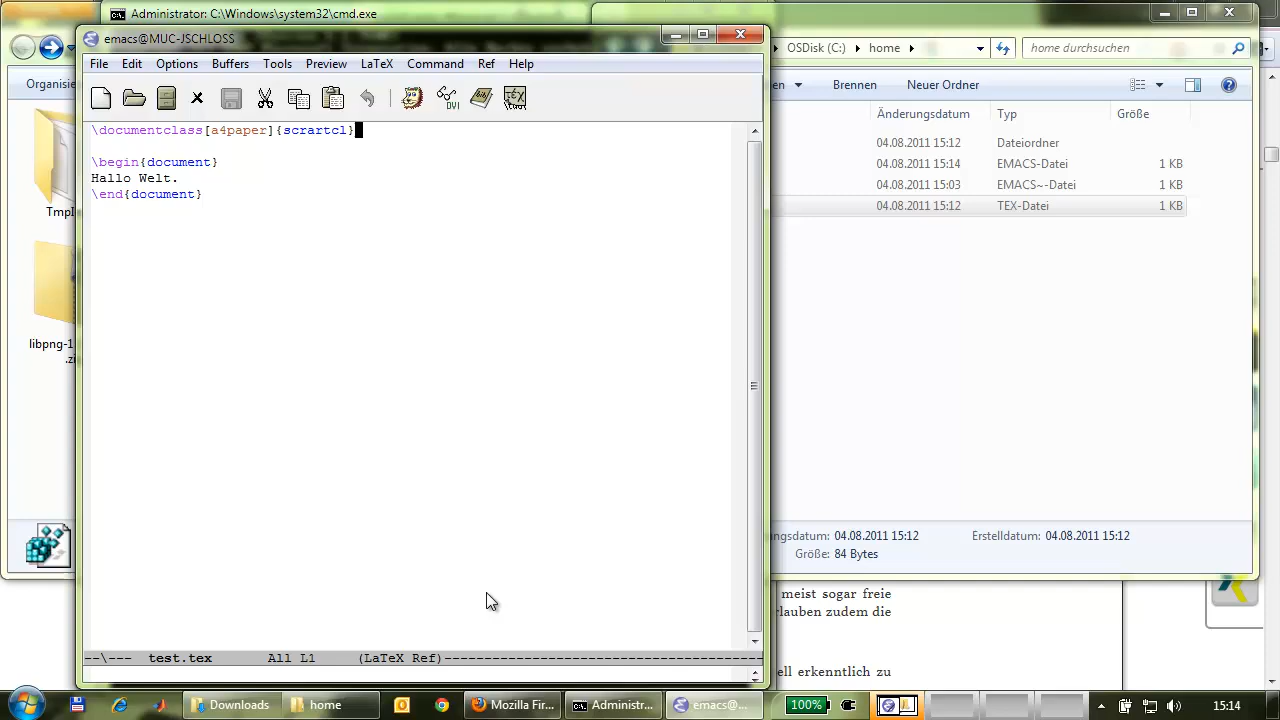 Administrator: C:\Windows\system32\cmd.exe
emacs@MUC-JSCHLOSS
OSDisk (C:) home
home durchsuchen
File Edit Options Buffers Tools Preview LaTeX Command Ref Help
Organisie
en Brennen Neuer Ordner
DVI
Änderungsdatum Typ Größe
\documentclass[a4paper]{scrartcl}
\begin{document}
Hallo Welt.
\end{document}
04.08.2011 15:12 Dateiordner
04.08.2011 15:14 EMACS-Datei 1 KB
04.08.2011 15:03 EMACS~-Datei 1 KB
04.08.2011 15:12 TEX-Datei 1 KB
libpng-1
.zi
ngsdatum: 04.08.2011 15:12 Erstelldatum: 04.08.2011 15:12
Größe: 84 Bytes
meist sogar freie
rlauben zudem die
ell erkenntlich zu
--\--- test.tex All L1 (LaTeX Ref)
Downloads
home
Mozilla Fir...
Administr...
emacs@...
100%
15:14